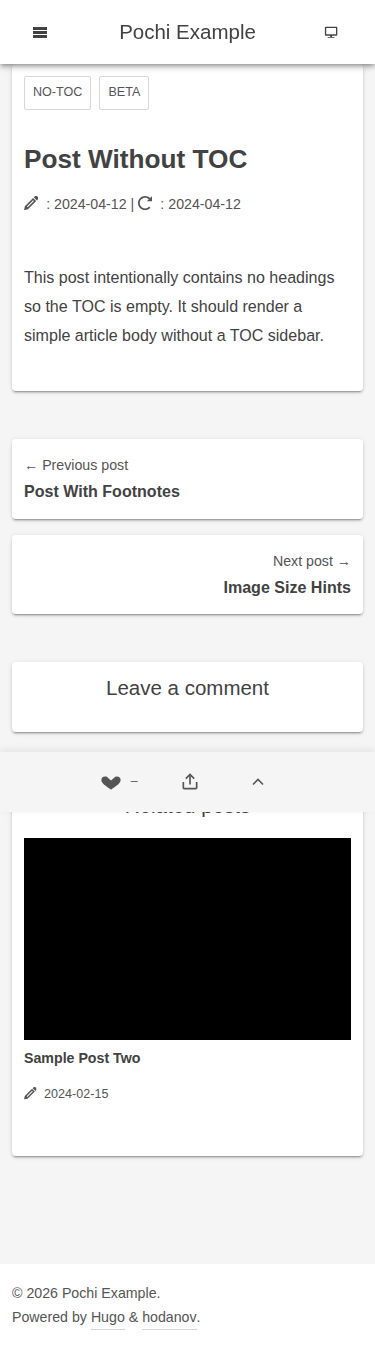 Pochi Example
NO-TOC BETA
Post Without TOC
: 2024-04-12 | : 2024-04-12
This post intentionally contains no headings
so the TOC is empty. It should render a
simple article body without a TOC sidebar.
← Previous post
Post With Footnotes
Next post →
Image Size Hints
Leave a comment
–
Related posts
Sample Post Two
2024-02-15
© 2026 Pochi Example.
Powered by Hugo & hodanov.